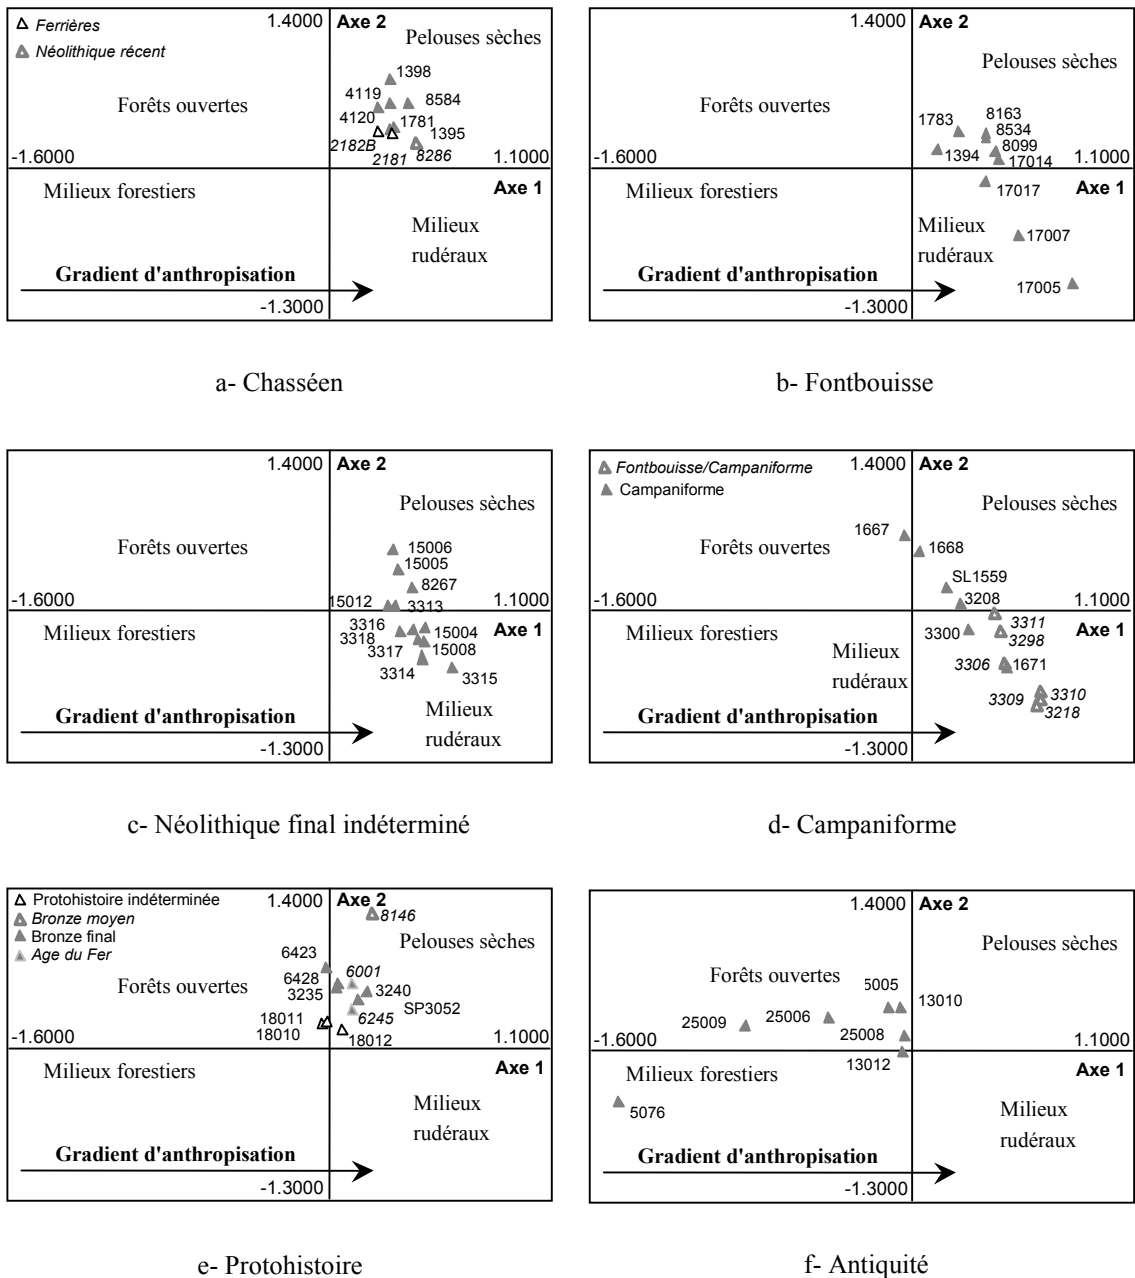 1.4000 Axe 2
Ferrières
Néolithique récent
Pelouses sèches
1398
Forêts ouvertes
4119
8584
4120
1781
1395
2182B
2181
8286
-1.6000
1.1000
Milieux forestiers
Axe 1
Milieux
rudéraux
Gradient d'anthropisation
-1.3000
a- Chasséen
1.4000 Axe 2
Pelouses sèches
Forêts ouvertes
1783
8163
8534
8099
1394
17014
-1.6000
1.1000
Milieux forestiers
17017
Axe 1
Milieux
rudéraux
17007
Gradient d'anthropisation
17005
-1.3000
b- Fontbouisse
1.4000 Axe 2
Pelouses sèches
Forêts ouvertes
15006
15005
8267
15012
3313
-1.6000
1.1000
Milieux forestiers
3316
15004
Axe 1
3318
3317
15008
3314
3315
Milieux
rudéraux
Gradient d'anthropisation
-1.3000
c- Néolithique final indéterminé
1.4000 Axe 2
Fontbouisse/Campaniforme
Campaniforme
Pelouses sèches
1667
1668
Forêts ouvertes
SL1559
3208
-1.6000
1.1000
Milieux forestiers
3300
3311
3298
Axe 1
Milieux
rudéraux
3306
1671
3309
3310
3218
Gradient d'anthropisation
-1.3000
d- Campaniforme
1.4000 Axe 2
Protohistoire indéterminée
Bronze moyen
Bronze final
Age du Fer
8146
Pelouses sèches
6423
Forêts ouvertes
6428
6001
3235
3240
SP3052
18011
6245
18010
18012
-1.6000
1.1000
Milieux forestiers
Axe 1
Milieux
rudéraux
Gradient d'anthropisation
-1.3000
e- Protohistoire
1.4000 Axe 2
Pelouses sèches
Forêts ouvertes
5005
13010
25009
25006
25008
-1.6000
1.1000
13012
Milieux forestiers
Axe 1
5076
Milieux
rudéraux
Gradient d'anthropisation
-1.3000
f- Antiquité